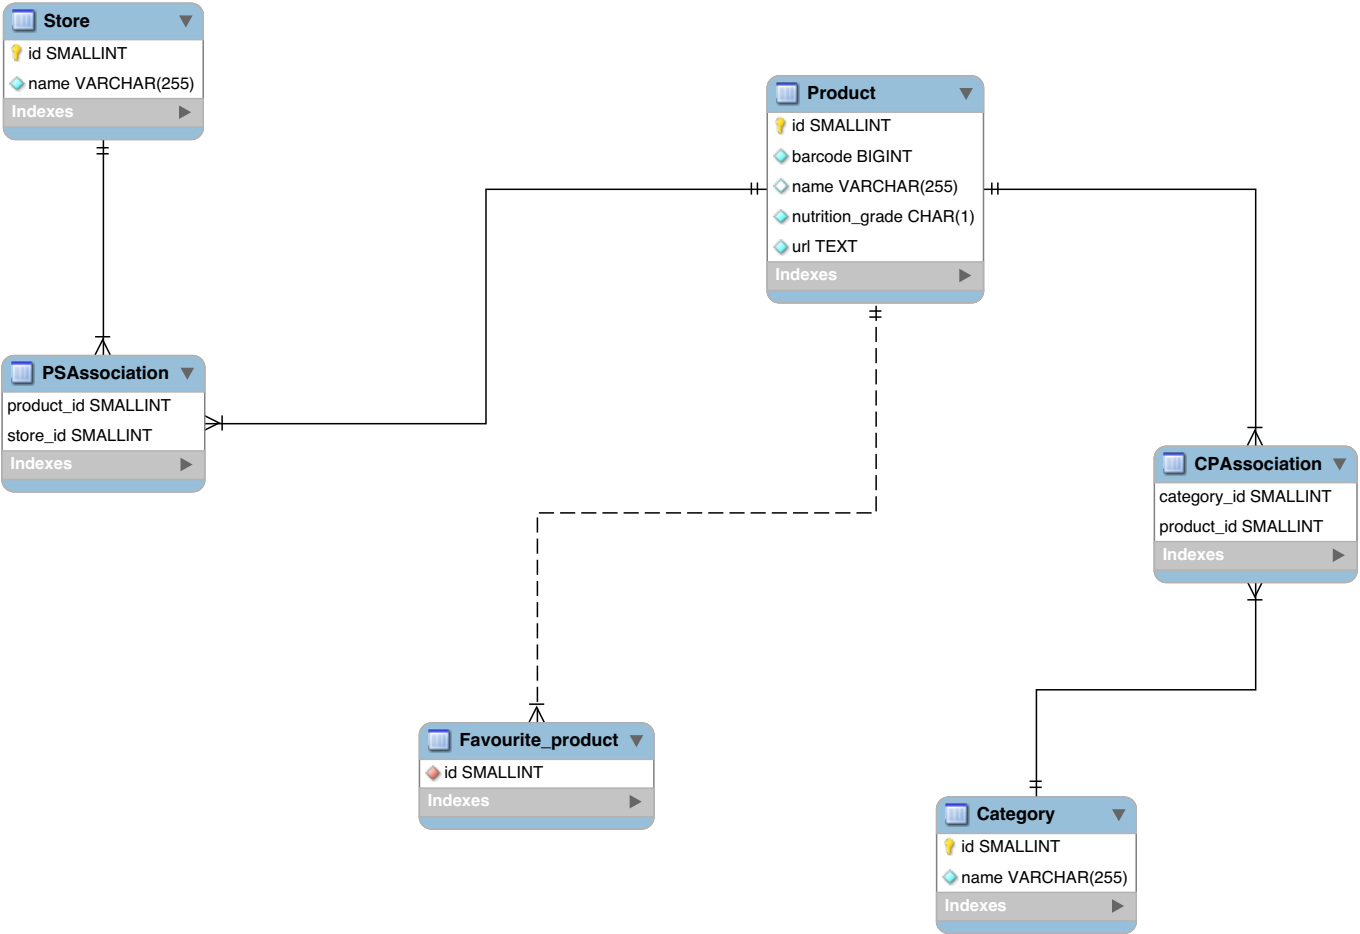 Store
id SMALLINT
name VARCHAR(255)
Indexes
Product
id SMALLINT
barcode BIGINT
name VARCHAR(255)
nutrition_grade CHAR(1)
url TEXT
Indexes
PSAssociation
product_id SMALLINT
store_id SMALLINT
Indexes
CPAssociation
category_id SMALLINT
product_id SMALLINT
Indexes
Favourite_product
id SMALLINT
Indexes
Category
id SMALLINT
name VARCHAR(255)
Indexes